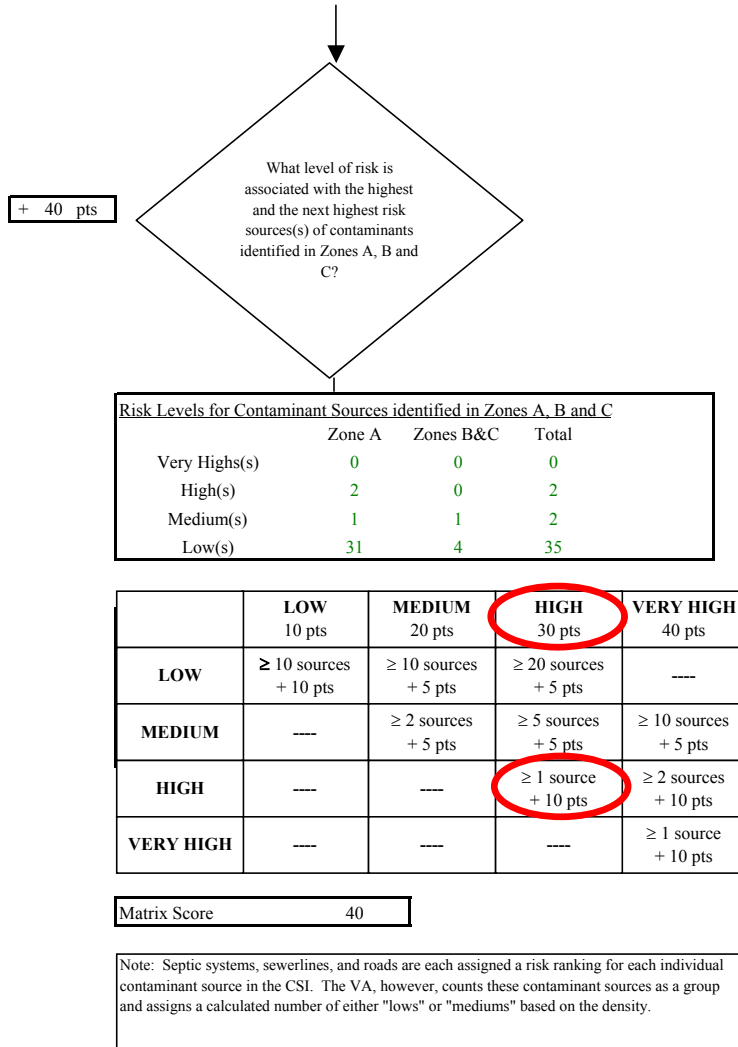 What level of risk is
associated with the highest
and the next highest risk
sources(s) of contaminants
identified in Zones A, B and
C?
+ 40 pts
Risk Levels for Contaminant Sources identified in Zones A, B and C
Zone A Zones B&C Total
Very Highs(s) 0 0 0
High(s) 2 0 2
Medium(s) 1 1 2
Low(s) 31 4 35
LOW MEDIUM HIGH VERY HIGH
10 pts 20 pts 30 pts 40 pts
LOW ≥ 10 sources ≥ 10 sources ≥ 20 sources ----
+ 10 pts + 5 pts + 5 pts
MEDIUM ---- ≥ 2 sources ≥ 5 sources ≥ 10 sources
+ 5 pts + 5 pts + 5 pts
HIGH ---- ---- ≥ 1 source ≥ 2 sources
+ 10 pts + 10 pts
VERY HIGH ---- ---- ---- ≥ 1 source
+ 10 pts
Matrix Score 40
Note: Septic systems, sewerlines, and roads are each assigned a risk ranking for each individual
contaminant source in the CSI. The VA, however, counts these contaminant sources as a group
and assigns a calculated number of either "lows" or "mediums" based on the density.